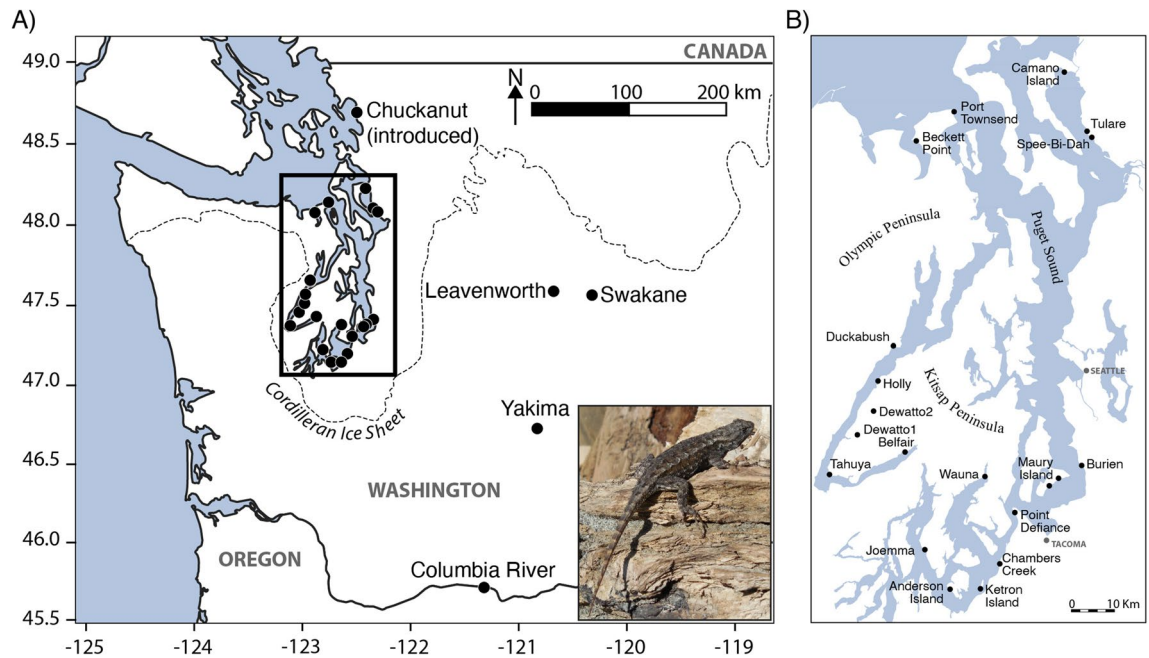 A)
CANADA
49.0
48.5
48.0
47.5
47.0
46.5
46.0
45.5
-125
-124
-123
-122
-121
-120
-119
N
0 100 200 km
Chuckanut
(introduced)
Leavenworth
Swakane
Cordilleran Ice Sheet
Yakima
WASHINGTON
OREGON
Columbia River
B)
Camano
Island
Port
Townsend
Tulare
Beckett
Point
Spee-Bi-Dah
Olympic Peninsula
Puget Sound
Duckabush
SEATTLE
Holly
Kitsap Peninsula
Dewatto2
Dewatto1
Belfair
Tahuya
Wauna
Maury
Island
Burien
Point
Defiance
TACOMA
Joemma
Chambers
Creek
Anderson
Island
Ketron
Island
0 10 Km